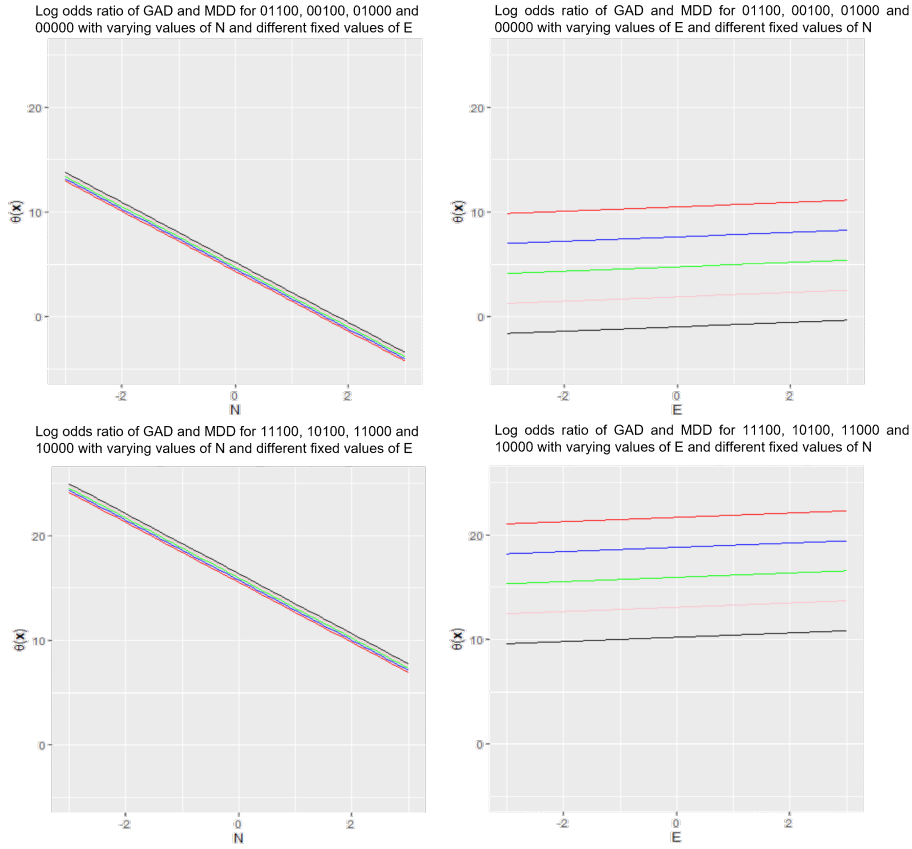 Log odds ratio of GAD and MDD for 01100, 00100, 01000 and
00000 with varying values of N and different fixed values of E
20
10
0
θ(x)
-2
0
2
N
Log odds ratio of GAD and MDD for 01100, 00100, 01000 and
00000 with varying values of E and different fixed values of N
20
10
0
θ(x)
-2
0
2
E
Log odds ratio of GAD and MDD for 11100, 10100, 11000 and
10000 with varying values of N and different fixed values of E
20
10
0
θ(x)
-2
0
2
N
Log odds ratio of GAD and MDD for 11100, 10100, 11000 and
10000 with varying values of E and different fixed values of N
20
10
0
θ(x)
-2
0
2
E